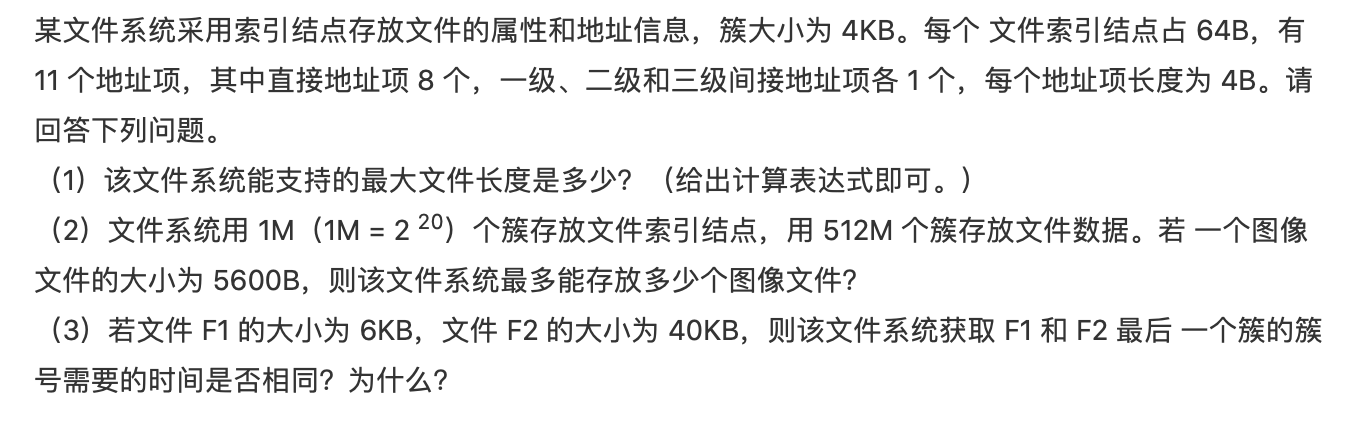 某文件系统采用索引结点存放文件的属性和地址信息，簇大小为 4KB。每个 文件索引结点占 64B，有
11 个地址项，其中直接地址项 8 个，一级、二级和三级间接地址项各 1 个，每个地址项长度为 4B。请
回答下列问题。
（1）该文件系统能支持的最大文件长度是多少？（给出计算表达式即可。）
（2）文件系统用 1M（1M = 2 ²⁰）个簇存放文件索引结点，用 512M 个簇存放文件数据。若 一个图像
文件的大小为 5600B，则该文件系统最多能存放多少个图像文件？
（3）若文件 F1 的大小为 6KB，文件 F2 的大小为 40KB，则该文件系统获取 F1 和 F2 最后 一个簇的簇
号需要的时间是否相同？为什么？